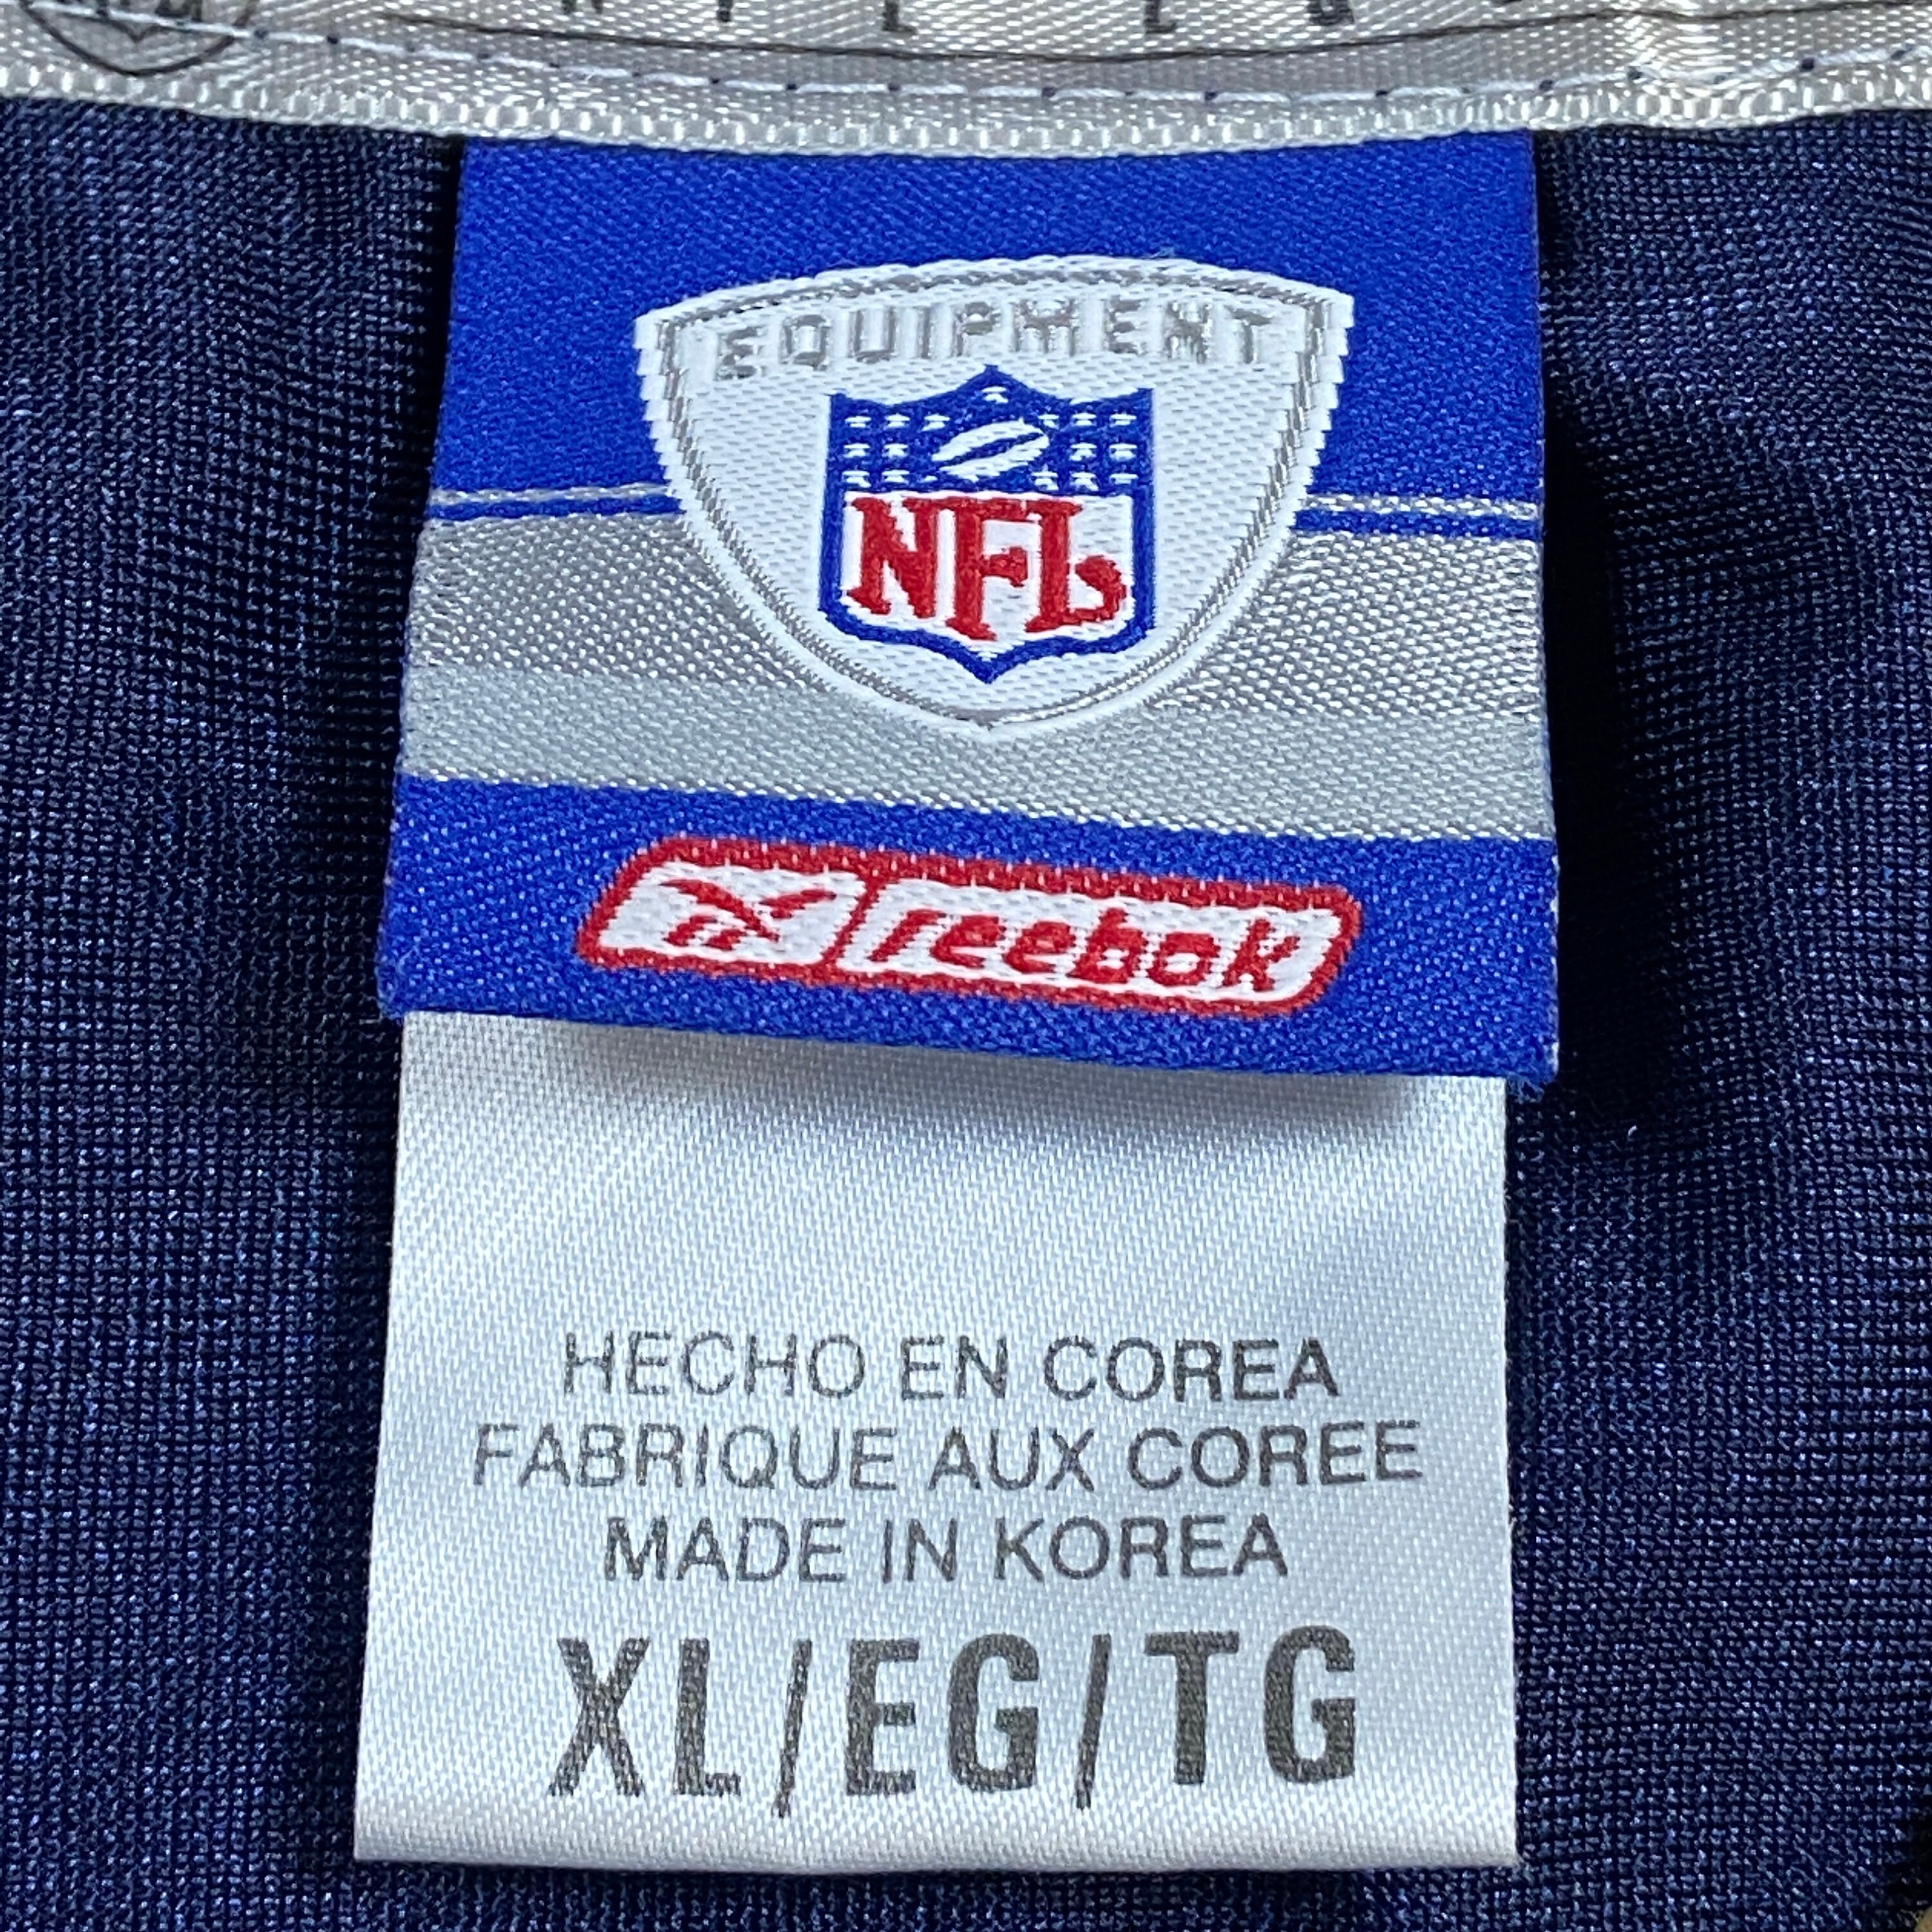 EQUIPMENT
NFL
reebok
HECHO EN COREA
FABRIQUE AUX COREE
MADE IN KOREA
XL/EG/TG